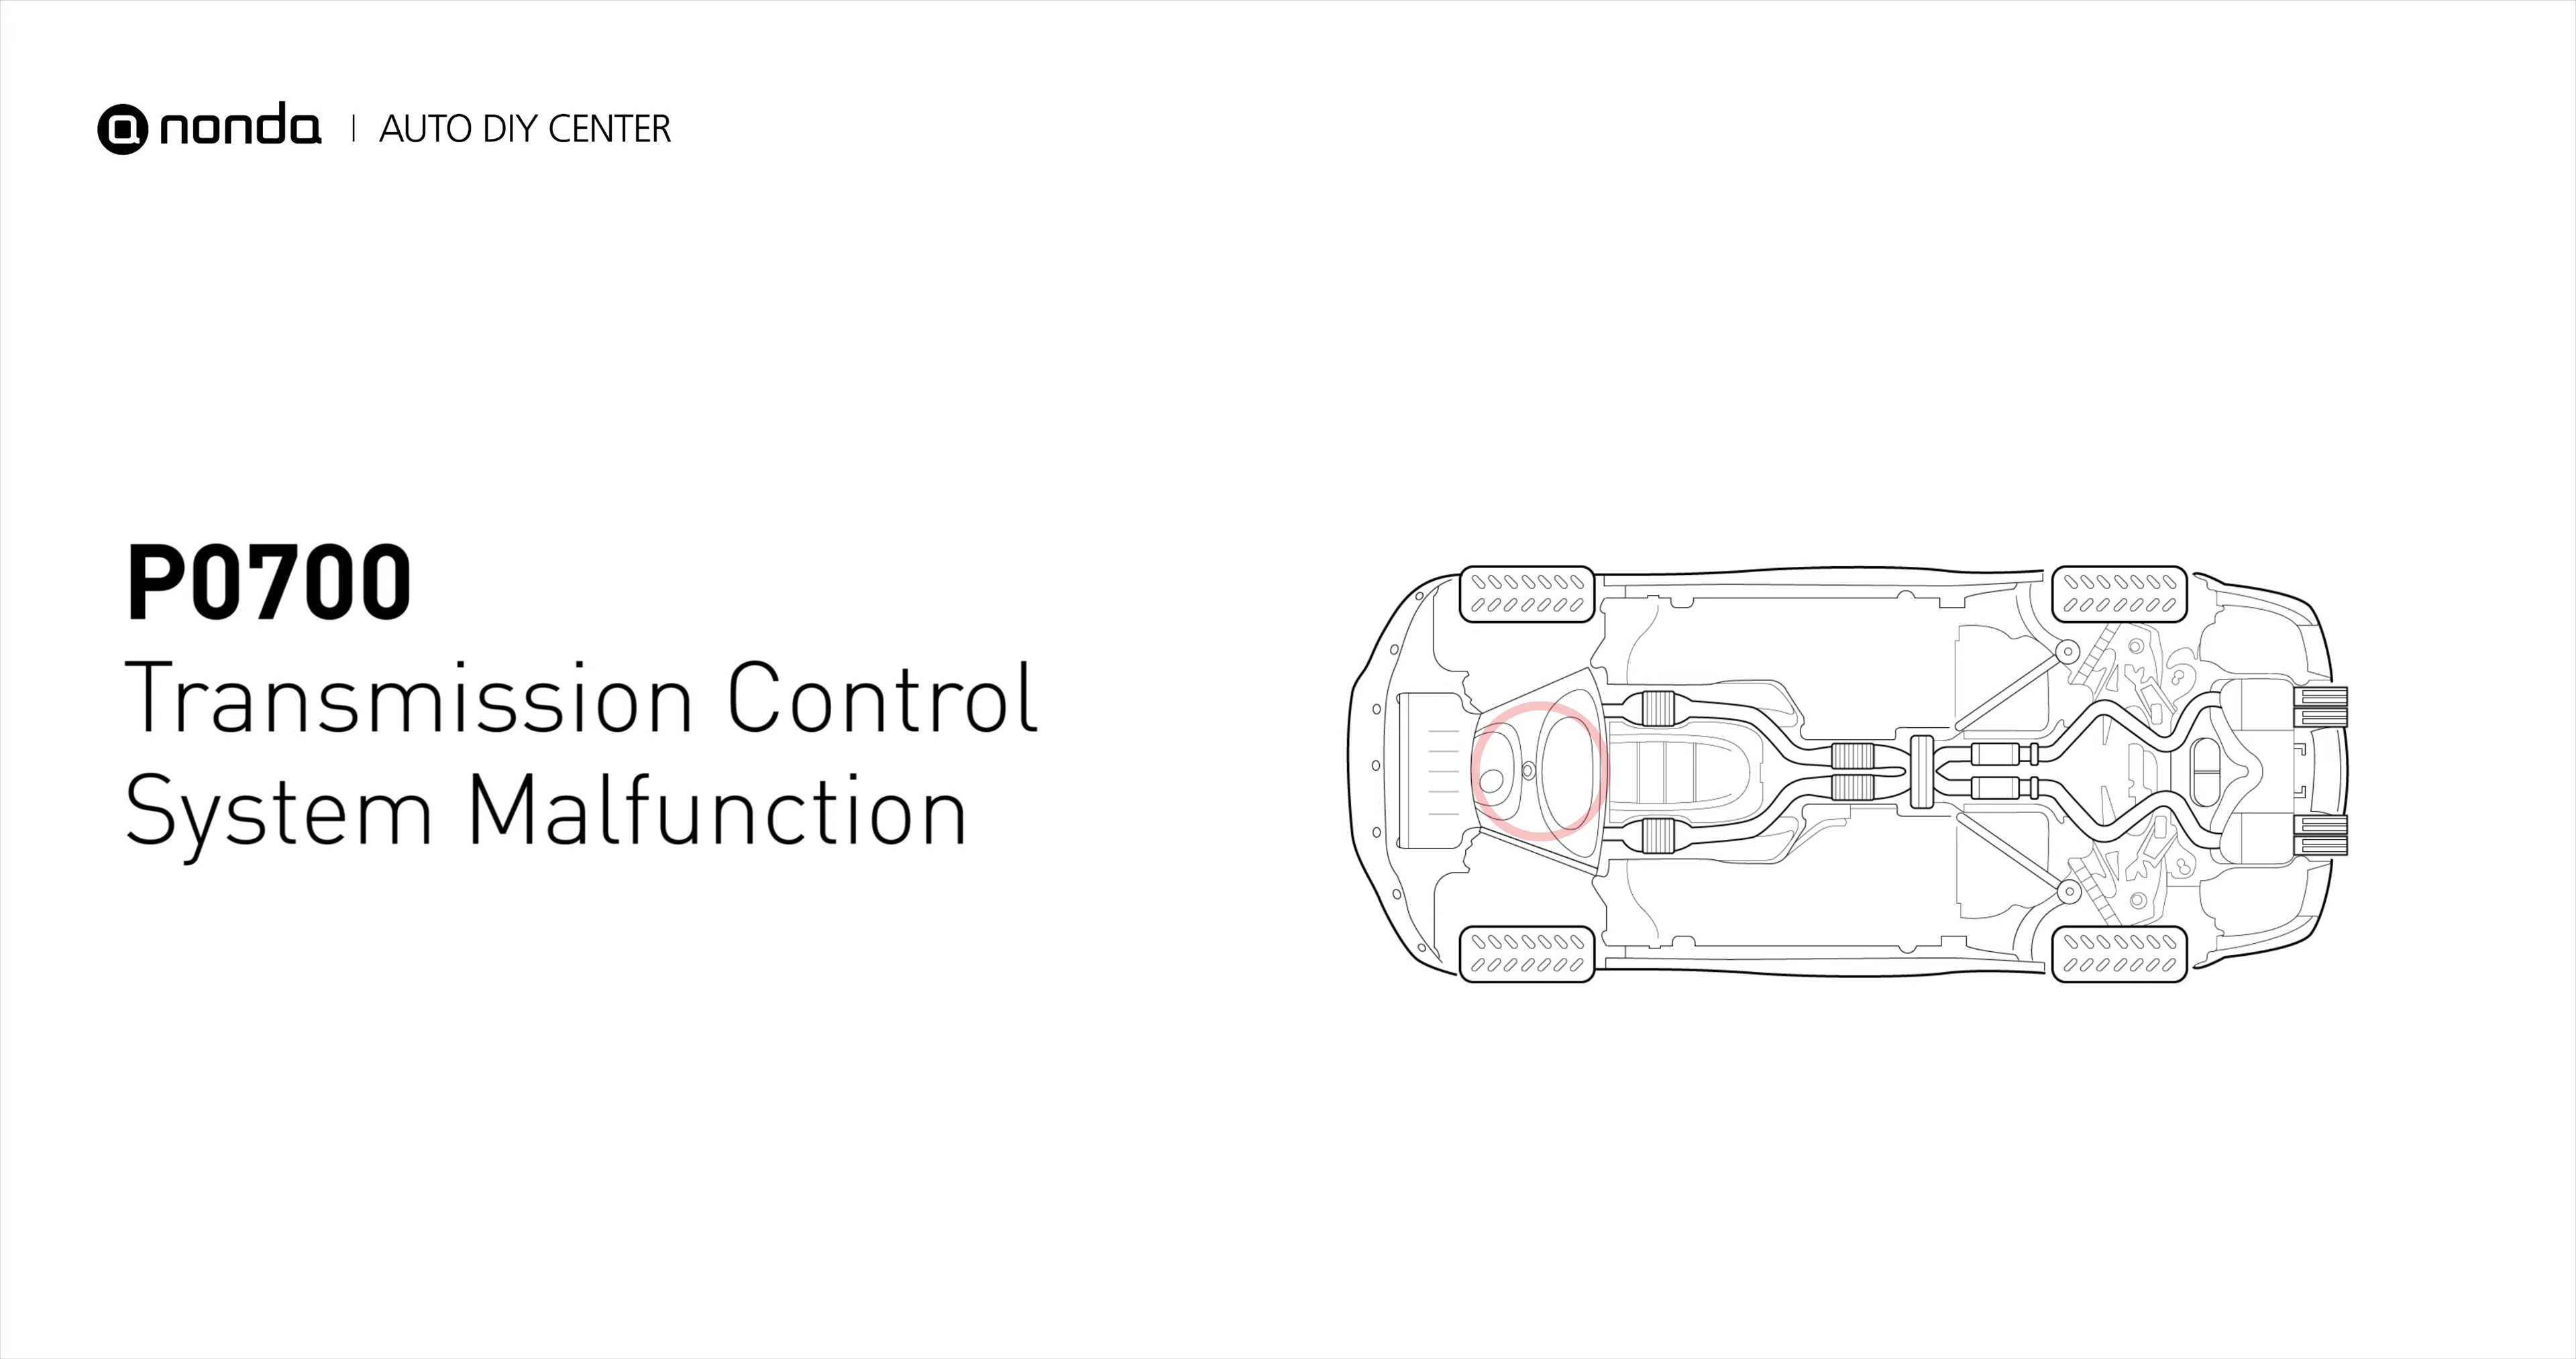 nonda | AUTO DIY CENTER
P0700
Transmission Control
System Malfunction